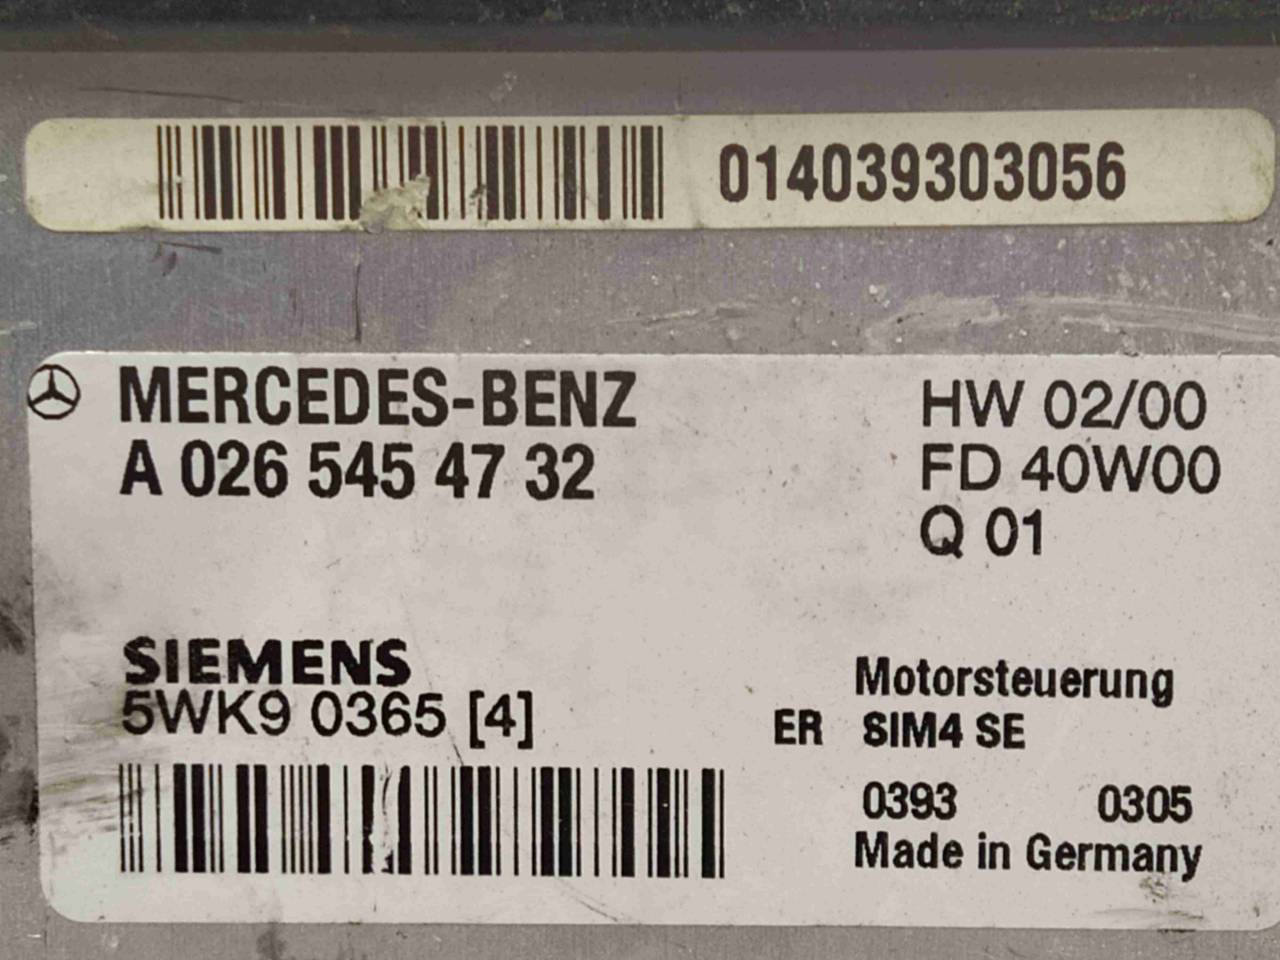 014039303056
MERCEDES-BENZ
A 026 545 47 32
HW 02/00
FD 40W00
Q 01
SIEMENS
5WK9 0365 [4]
Motorsteuerung
ER SIM4 SE
0393 0305
Made in Germany